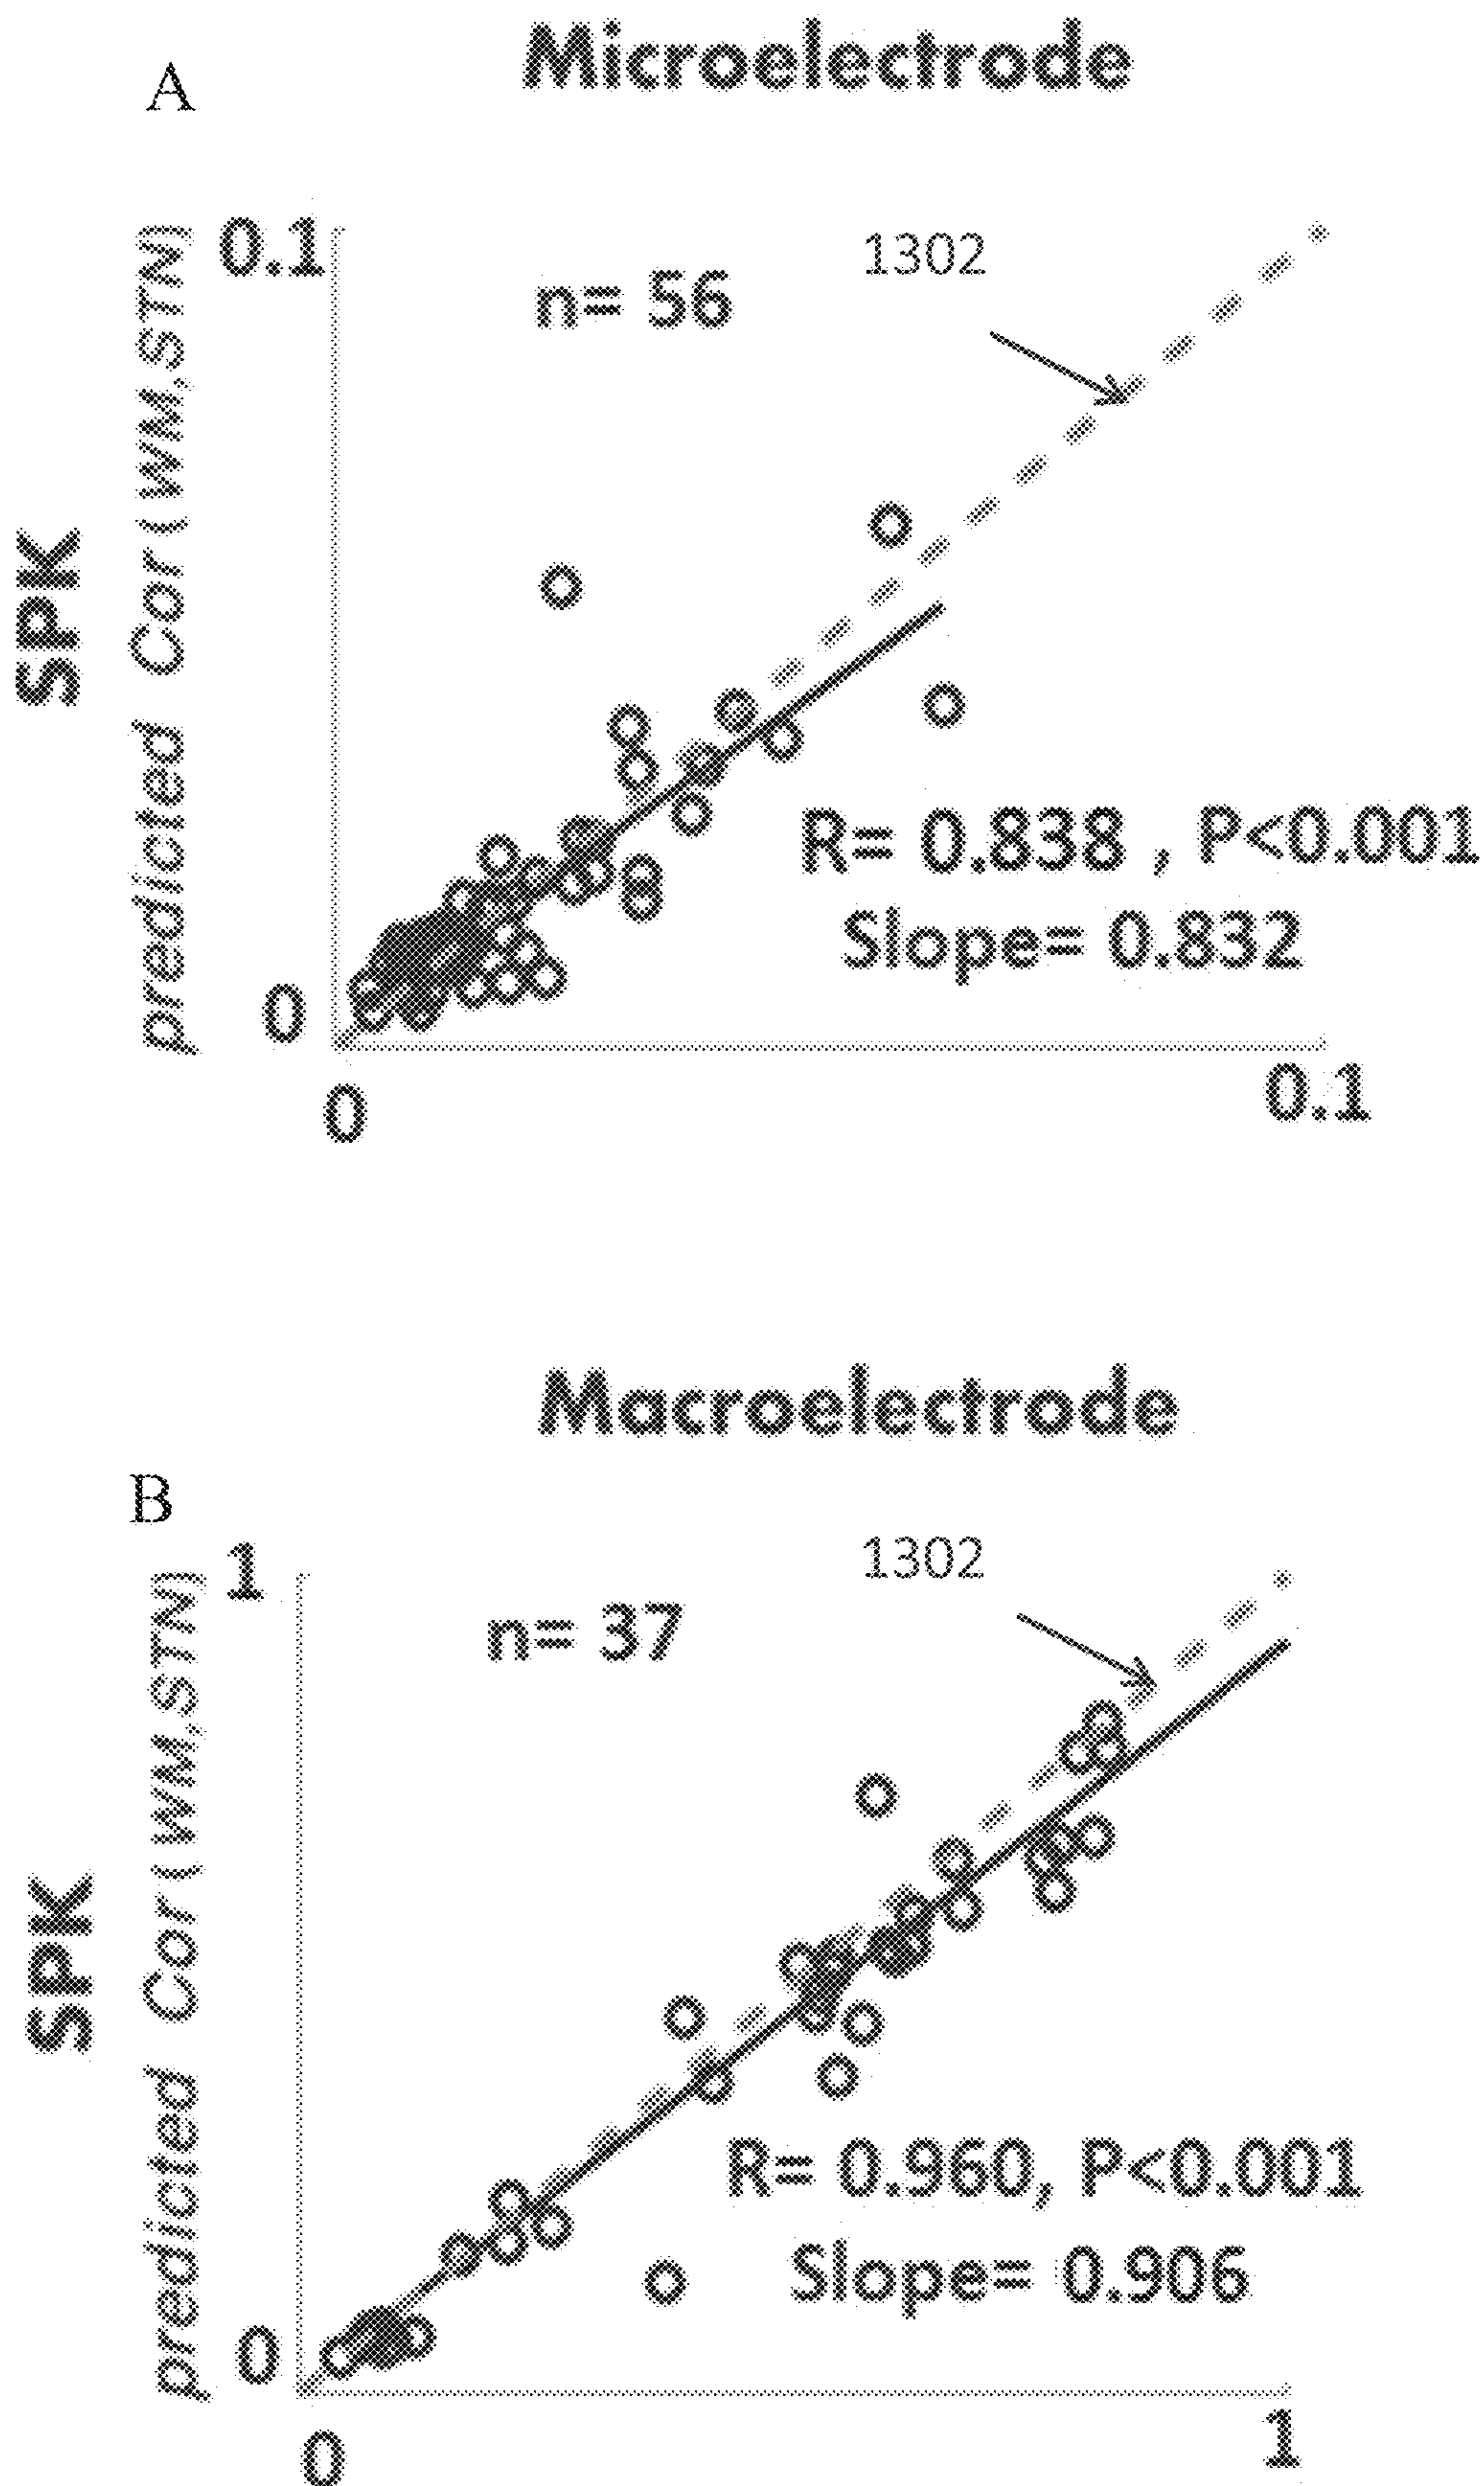 Microelectrode
A
0.1
1302
n= 56
SPK
predicted Cor(WM,STN)
R= 0.838 , P<0.001
Slope= 0.832
0
0
0.1
Macroelectrode
B
1
1302
n= 37
SPK
predicted Cor(WM,STN)
R= 0.960, P<0.001
Slope= 0.906
0
0
1